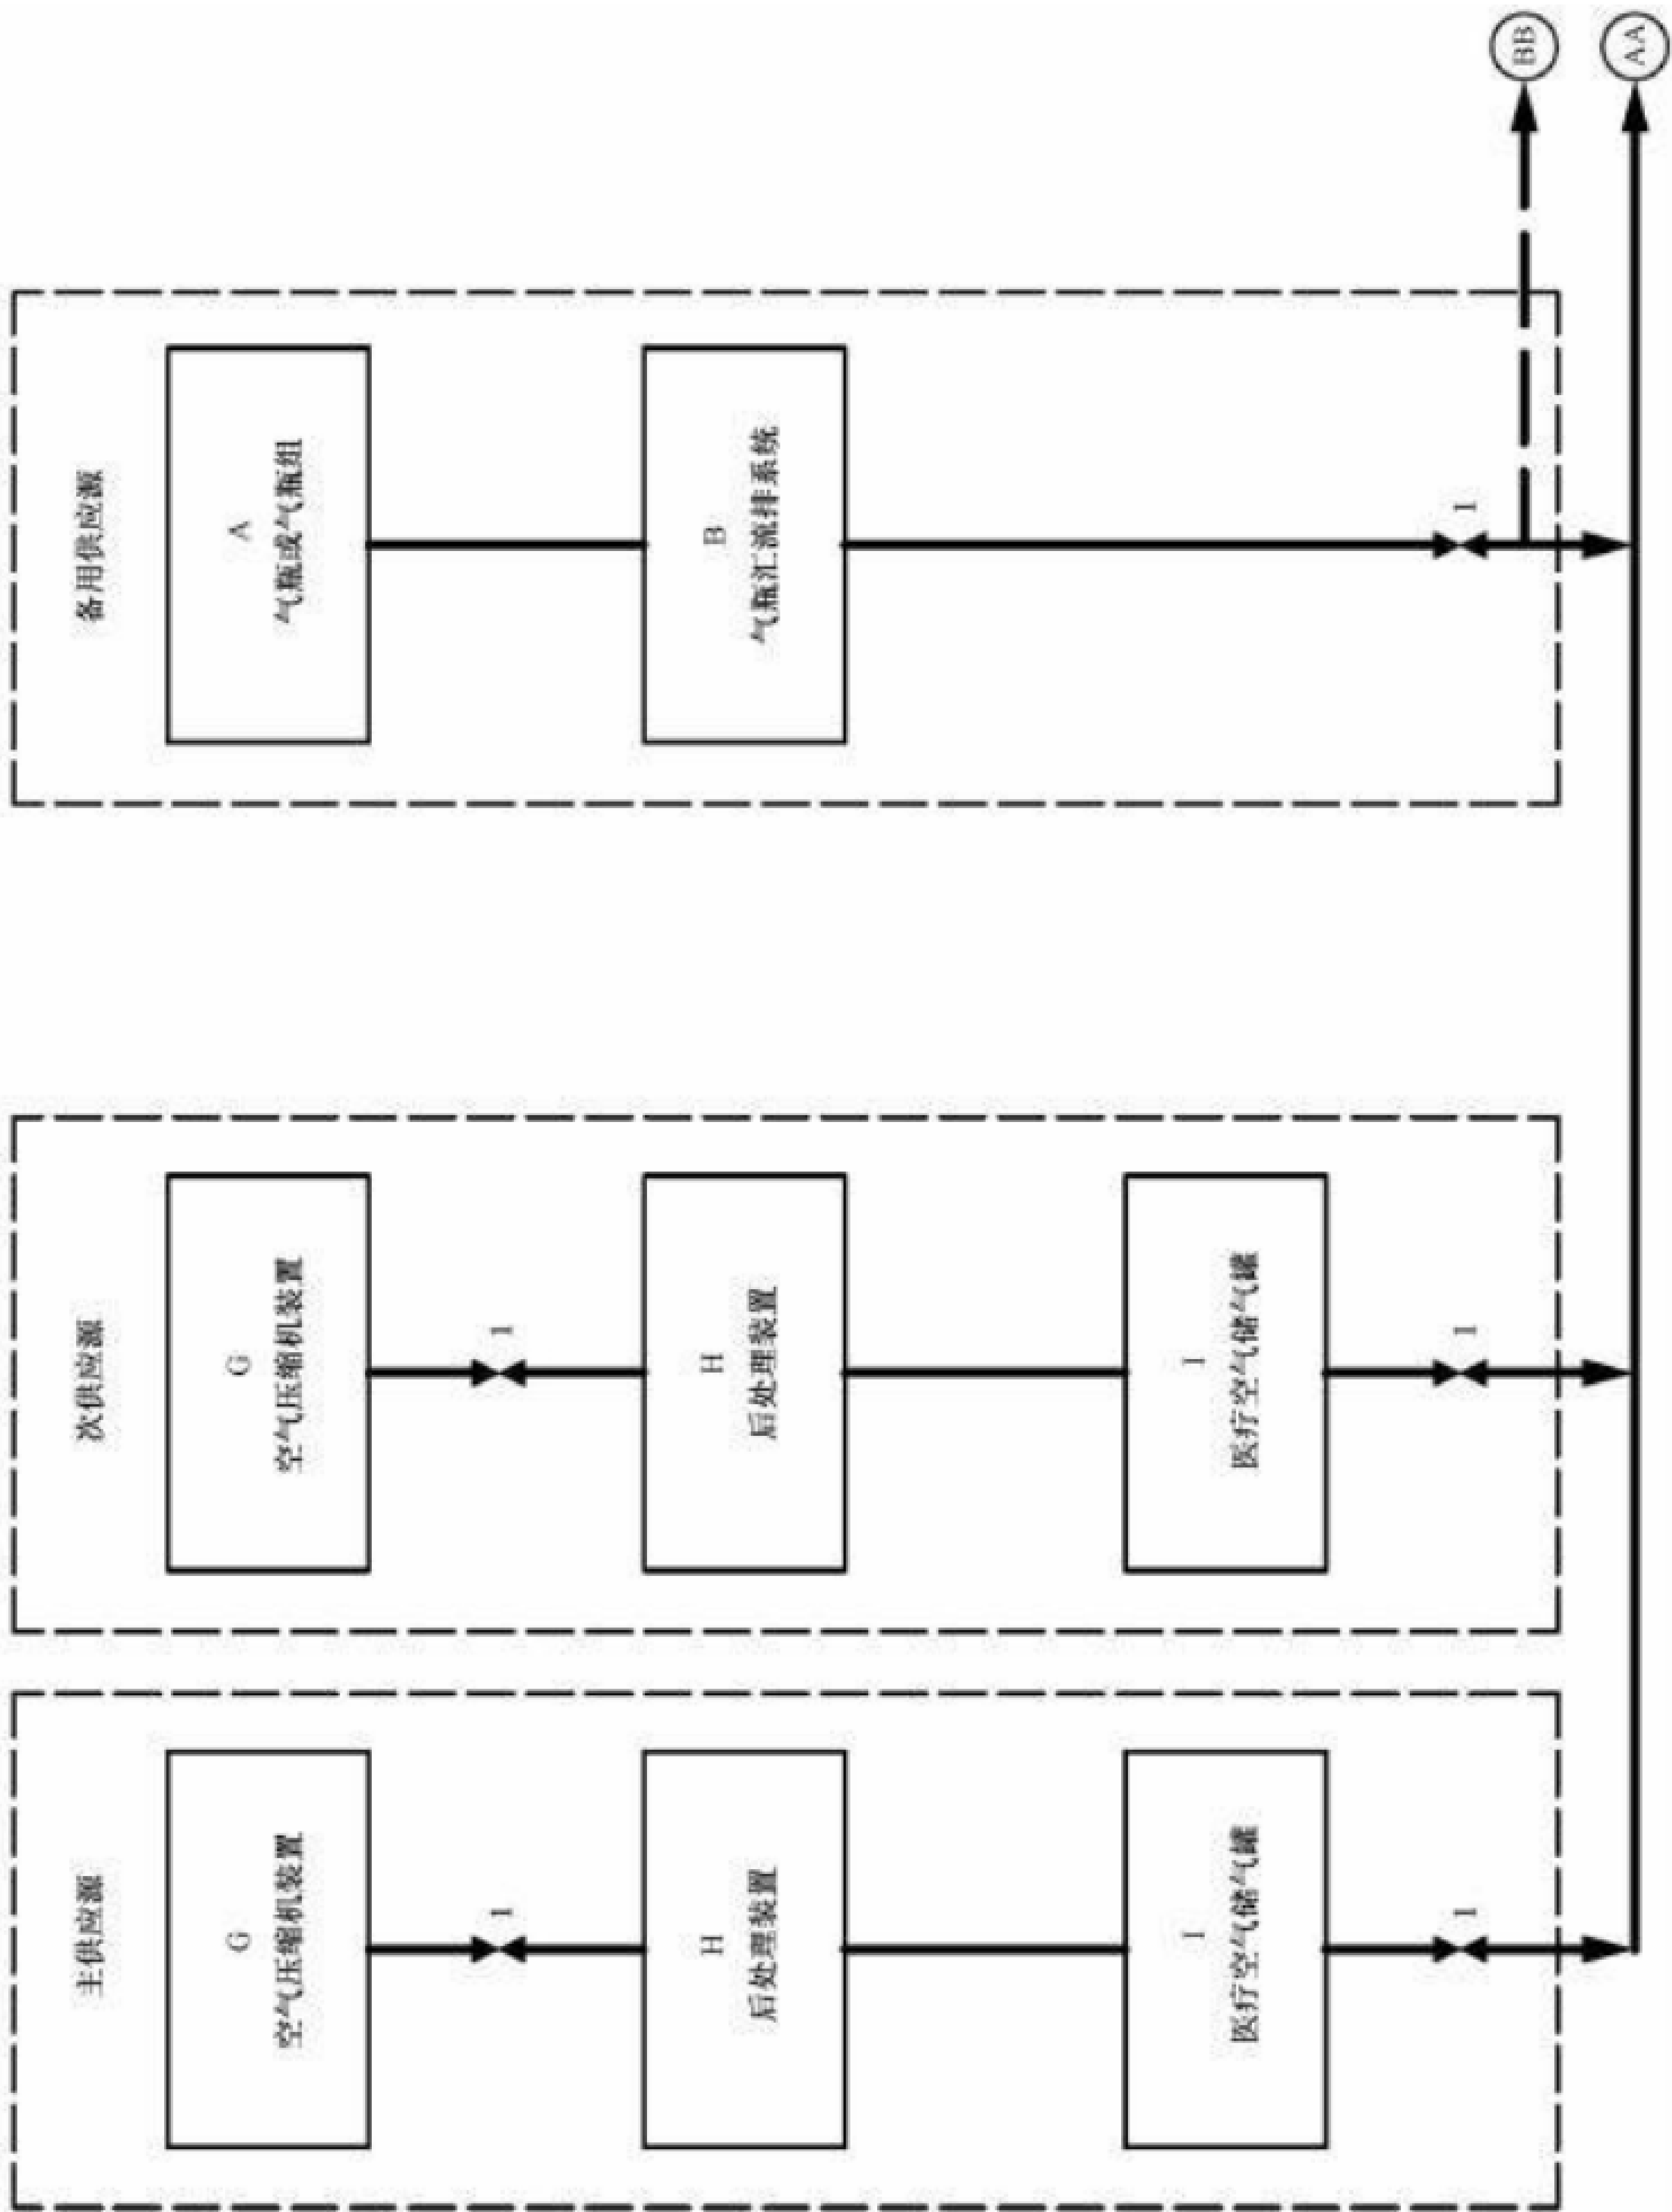 主供应源
G
空气压缩机装置
1
H
后处理装置
I
医疗空气储气罐
1
次供应源
G
空气压缩机装置
1
H
后处理装置
I
医疗空气储气罐
1
备用供应源
A
气瓶或气瓶组
B
气瓶汇流排系统
1
BB
AA